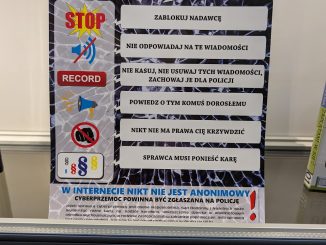 STOP
ZABLOKUJ NADAWCĘ
NIE ODPOWIADAJ NA TE WIADOMOŚCI
RECORD
NIE KASUJ, NIE USUWAJ TYCH WIADOMOŚCI,
ZACHOWAJ JE DLA POLICJI
POWIEDZ O TYM KOMUŚ DOROSŁEMU
NIKT NIE MA PRAWA CIĘ KRZYWDZIĆ
§ § §
SPRAWCA MUSI PONIEŚĆ KARĘ
W INTERNECIE NIKT NIE JEST ANONIMOWY
CYBERPRZEMOC POWINNA BYĆ ZGŁASZANA NA POLICJĘ
!